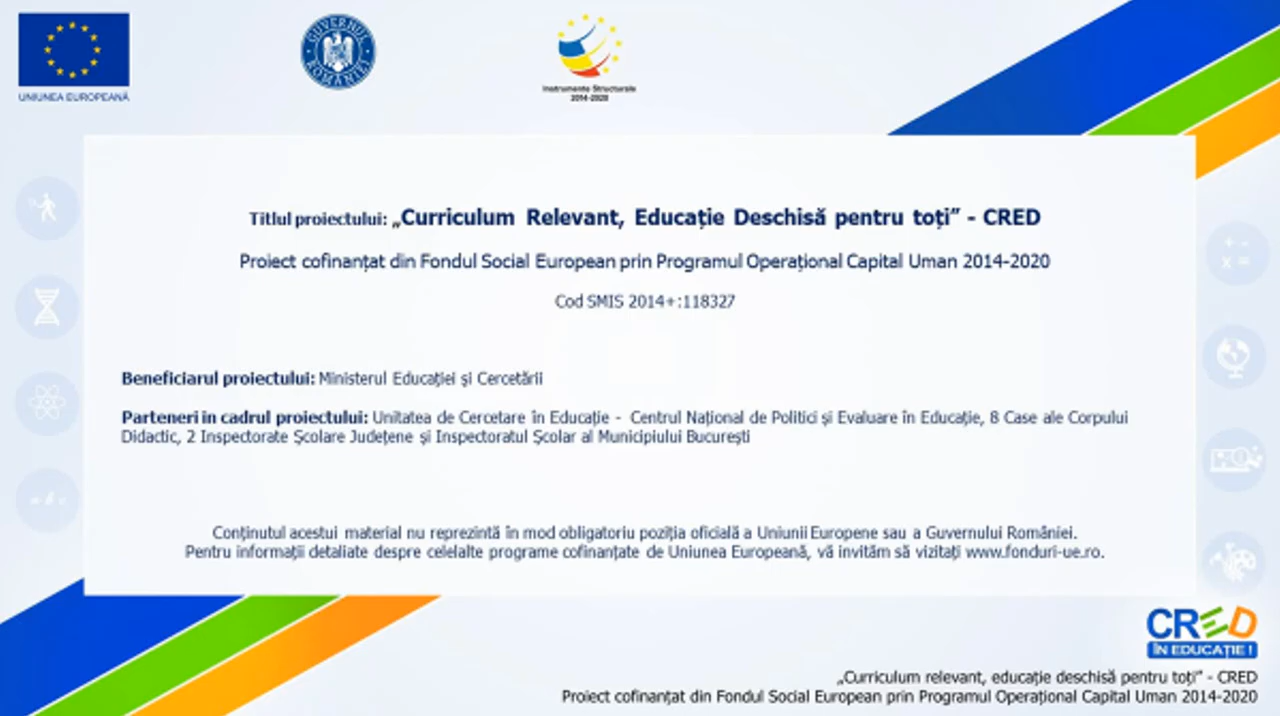 UNIUNEA EUROPEANĂ
GUVERNUL ROMÂNIEI
Instrumente Structurale
2014-2020
Titlul proiectului: „Curriculum Relevant, Educație Deschisă pentru toți” - CRED
Proiect cofinanțat din Fondul Social European prin Programul Operațional Capital Uman 2014-2020
Cod SMIS 2014+:118327
Beneficiarul proiectului: Ministerul Educației și Cercetării
Parteneri in cadrul proiectului: Unitatea de Cercetare în Educație - Centrul Național de Politici și Evaluare în Educație, 8 Case ale Corpului
Didactic, 2 Inspectorate Școlare Județene și Inspectoratul Școlar al Municipiului București
Conținutul acestui material nu reprezintă în mod obligatoriu poziția oficială a Uniunii Europene sau a Guvernului României.
Pentru informații detaliate despre celelalte programe cofinanțate de Uniunea Europeană, vă invităm să vizitați www.fonduri-ue.ro.
CRED
ÎN EDUCAȚIE !
„Curriculum relevant, educație deschisă pentru toți” - CRED
Proiect cofinanțat din Fondul Social European prin Programul Operațional Capital Uman 2014-2020